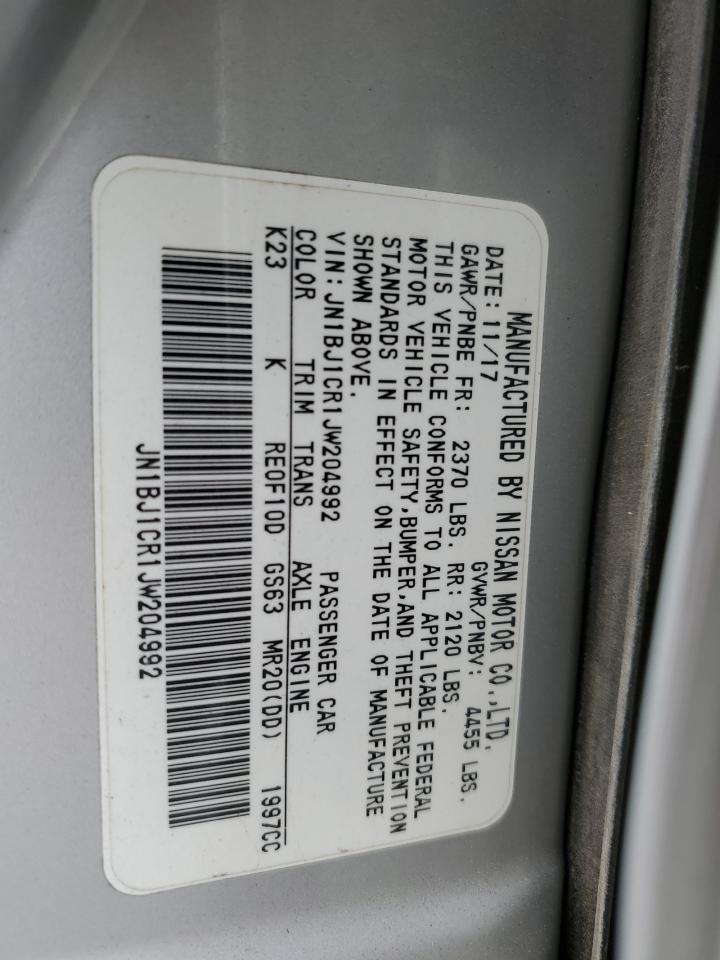 MANUFACTURED BY NISSAN MOTOR CO.,LTD.
DATE: 11/17 GVWR/PNBV: 4455 LBS.
GAWR/PNBE FR: 2370 LBS. RR: 2120 LBS.
THIS VEHICLE CONFORMS TO ALL APPLICABLE FEDERAL
MOTOR VEHICLE SAFETY,BUMPER,AND THEFT PREVENTION
STANDARDS IN EFFECT ON THE DATE OF MANUFACTURE
SHOWN ABOVE.
VIN:JN1BJ1CR1JW204992 PASSENGER CAR
COLOR TRIM TRANS AXLE ENGINE
K23 K RE0F10D GS63 MR20(DD) 1997CC
JN1BJ1CR1JW204992